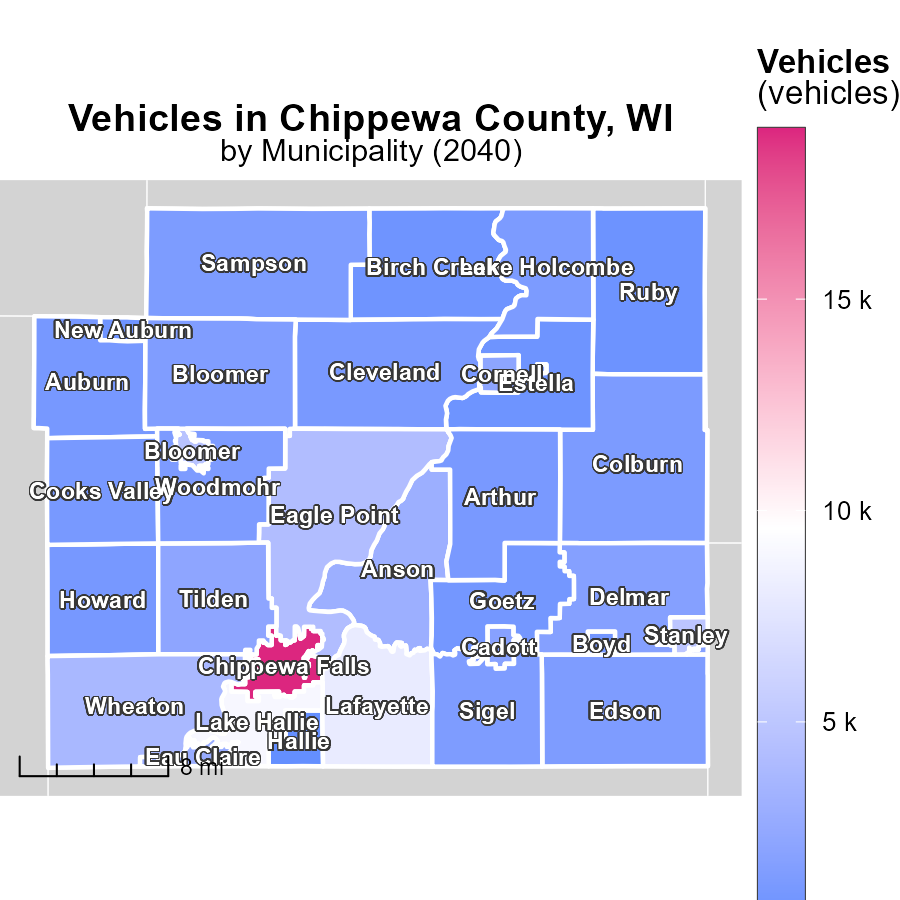 Vehicles in Chippewa County, WI
by Municipality (2040)
Vehicles
(vehicles)
15 k
10 k
5 k
Sampson
Birch Creek
Lake Holcombe
Ruby
New Auburn
Auburn
Bloomer
Cleveland
Cornell
Estella
Bloomer
Cooks Valley
Woodmohr
Eagle Point
Arthur
Colburn
Anson
Howard
Tilden
Goetz
Delmar
Cadott
Boyd
Stanley
Chippewa Falls
Wheaton
Lake Hallie
Lafayette
Hallie
Sigel
Edson
Eau Claire
8 mi